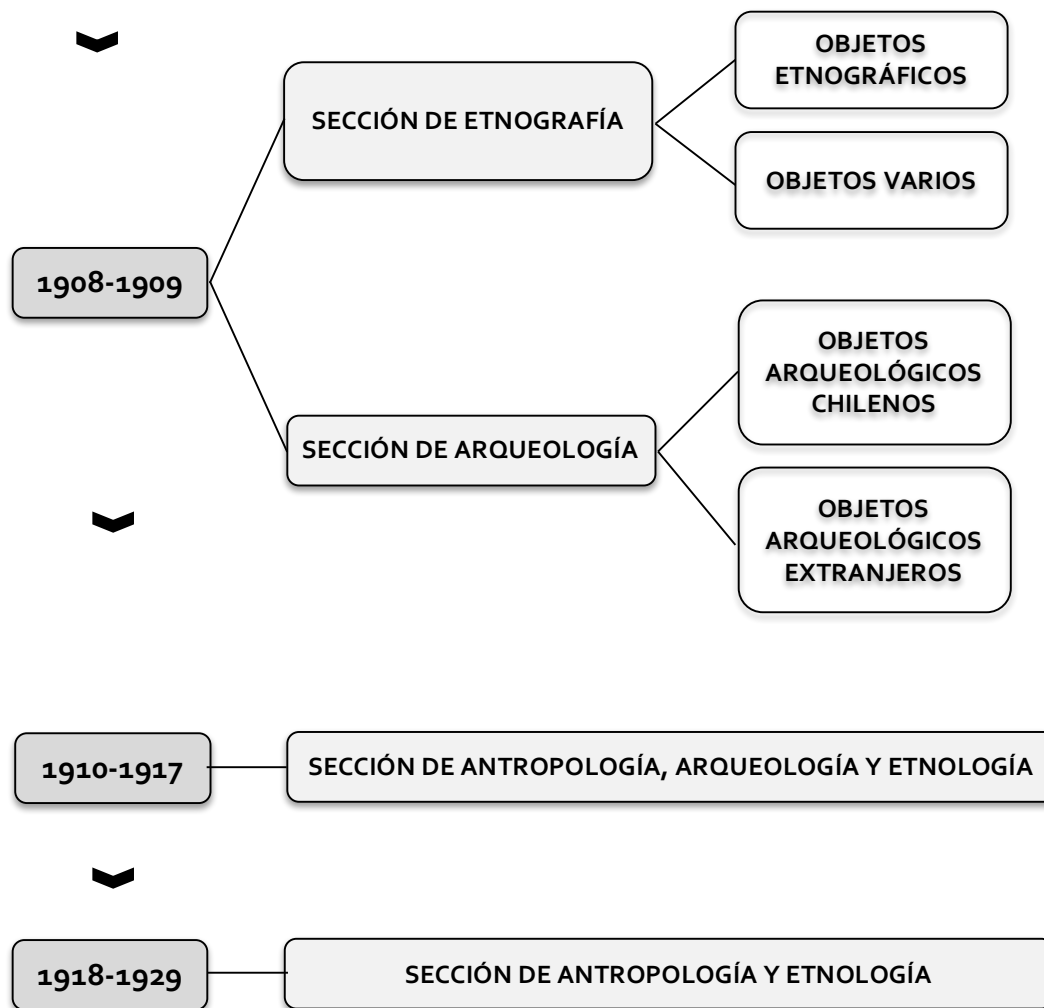 OBJETOS
ETNOGRÁFICOS
SECCIÓN DE ETNOGRAFÍA
OBJETOS VARIOS
1908-1909
OBJETOS
ARQUEOLÓGICOS
CHILENOS
SECCIÓN DE ARQUEOLOGÍA
OBJETOS
ARQUEOLÓGICOS
EXTRANJEROS
1910-1917
SECCIÓN DE ANTROPOLOGÍA, ARQUEOLOGÍA Y ETNOLOGÍA
1918-1929
SECCIÓN DE ANTROPOLOGÍA Y ETNOLOGÍA